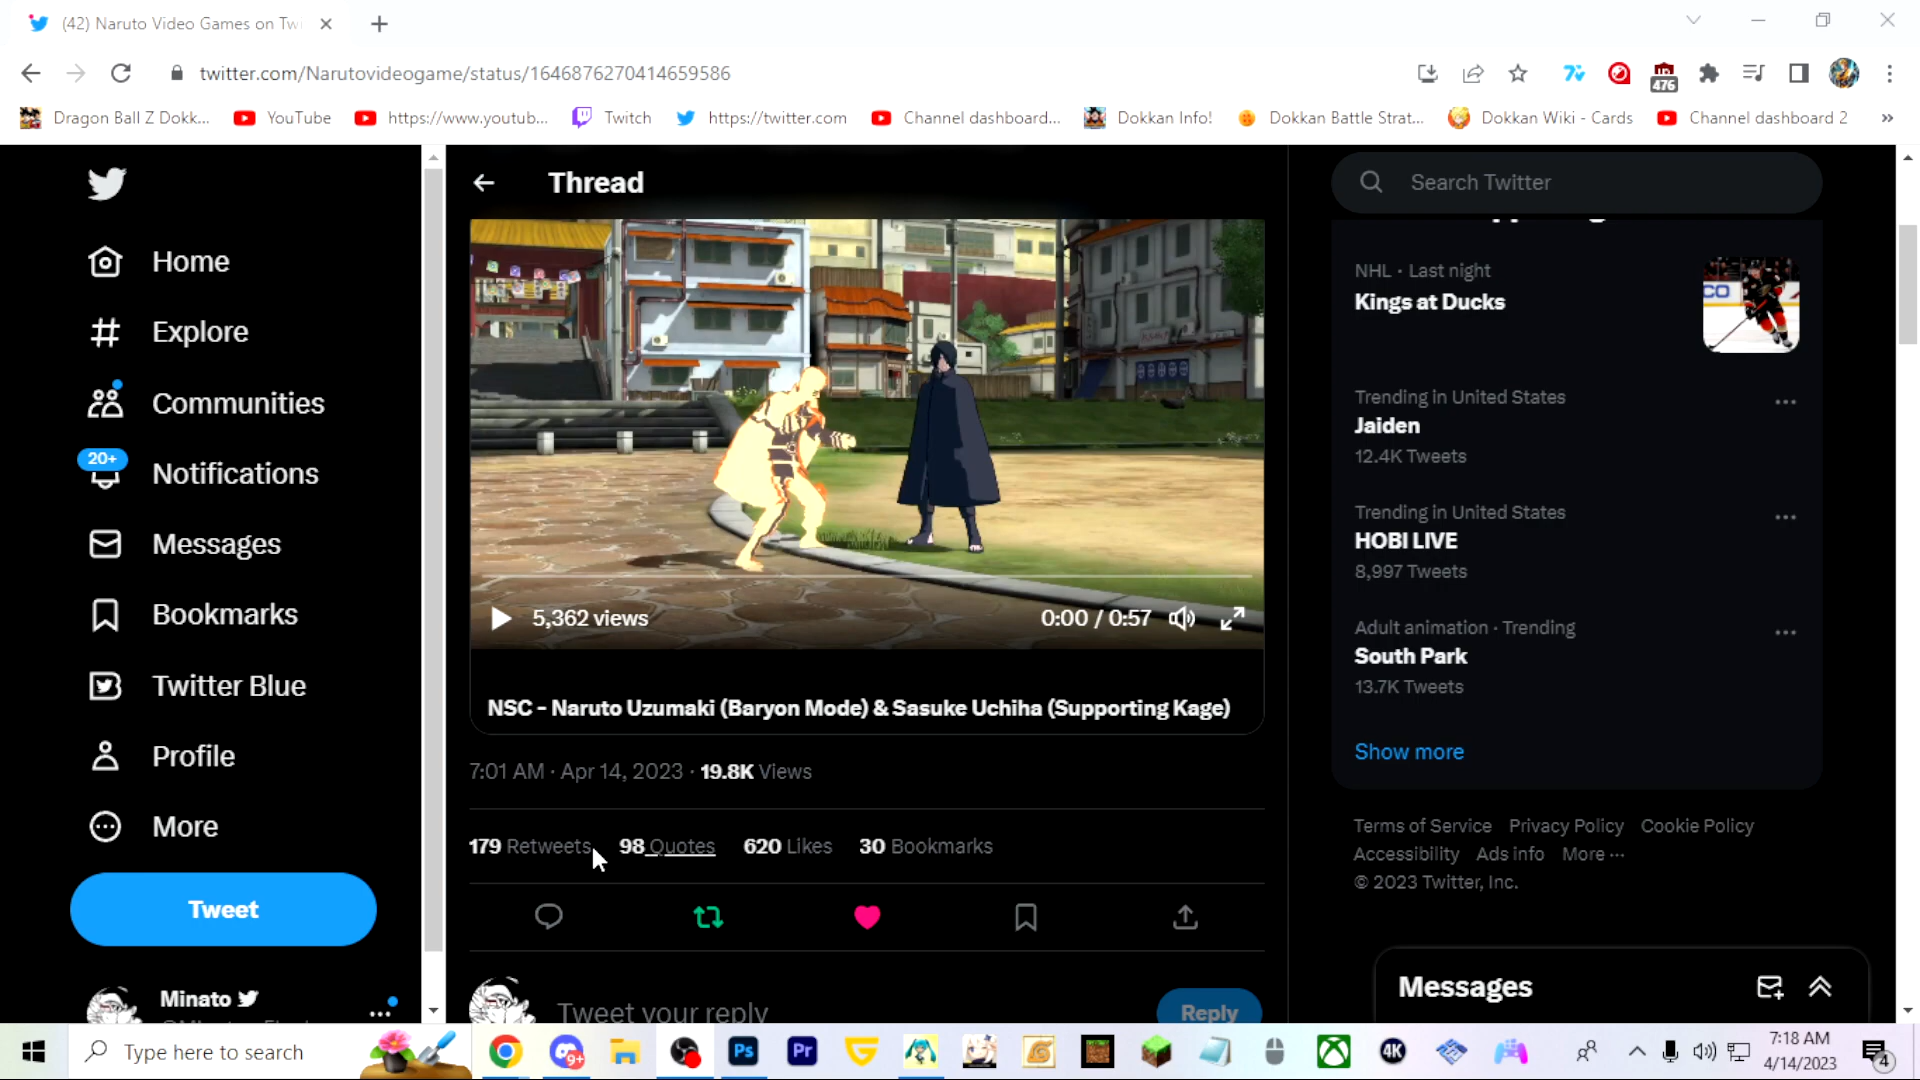 (42) Naruto Video Games on Tw
twitter.com/Narutovideogame/status/1646876270414659586
476
Dragon Ball Z Dokk...
YouTube
https://www.youtub...
Twitch
https://twitter.com
Channel dashboard...
Dokkan Info!
Dokkan Battle Strat...
Dokkan Wiki - Cards
Channel dashboard 2
»
Home
Explore
Communities
20+
Notifications
Messages
Bookmarks
Twitter Blue
Profile
More
Tweet
Minato
Thread
5,362 views
0:00 / 0:57
NSC - Naruto Uzumaki (Baryon Mode) & Sasuke Uchiha (Supporting Kage)
7:01 AM · Apr 14, 2023 · 19.8K Views
179 Retweets 98 Quotes 620 Likes 30 Bookmarks
Tweet your reply
Reply
Search Twitter
NHL · Last night
Kings at Ducks
Trending in United States
Jaiden
12.4K Tweets
Trending in United States
HOBI LIVE
8,997 Tweets
Adult animation · Trending
South Park
13.7K Tweets
Show more
Terms of Service Privacy Policy Cookie Policy
Accessibility Ads info More ···
© 2023 Twitter, Inc.
Messages
Type here to search
9+
Ps
Pr
4K
7:18 AM
4/14/2023
4